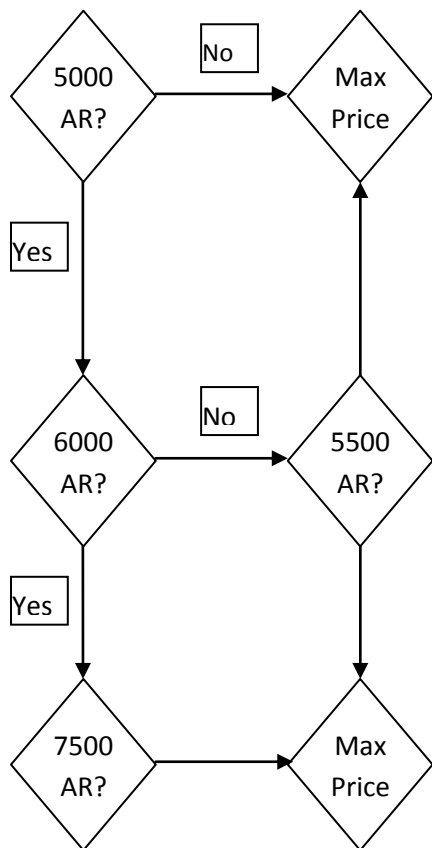 5000
AR?
No
Max
Price
Yes
6000
AR?
No
5500
AR?
Yes
7500
AR?
Max
Price